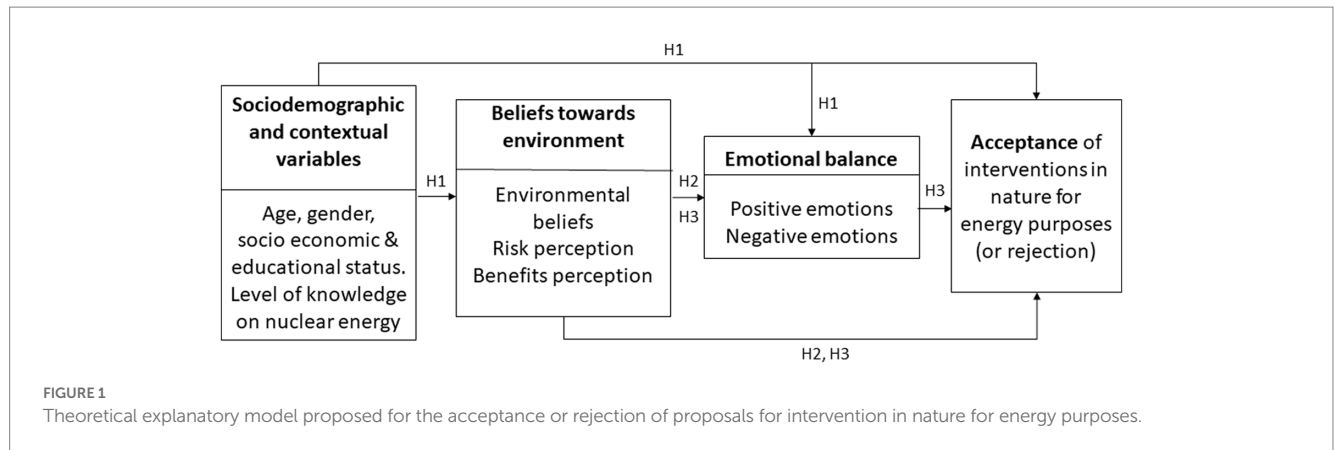 H1
Sociodemographic
and contextual
variables
Age, gender,
socio economic &
educational status.
Level of knowledge
on nuclear energy
H1
Beliefs towards
environment
Environmental
beliefs
Risk perception
Benefits perception
H2
H3
H1
Emotional balance
Positive emotions
Negative emotions
H3
Acceptance of
interventions in
nature for
energy purposes
(or rejection)
H2, H3
FIGURE 1
Theoretical explanatory model proposed for the acceptance or rejection of proposals for intervention in nature for energy purposes.